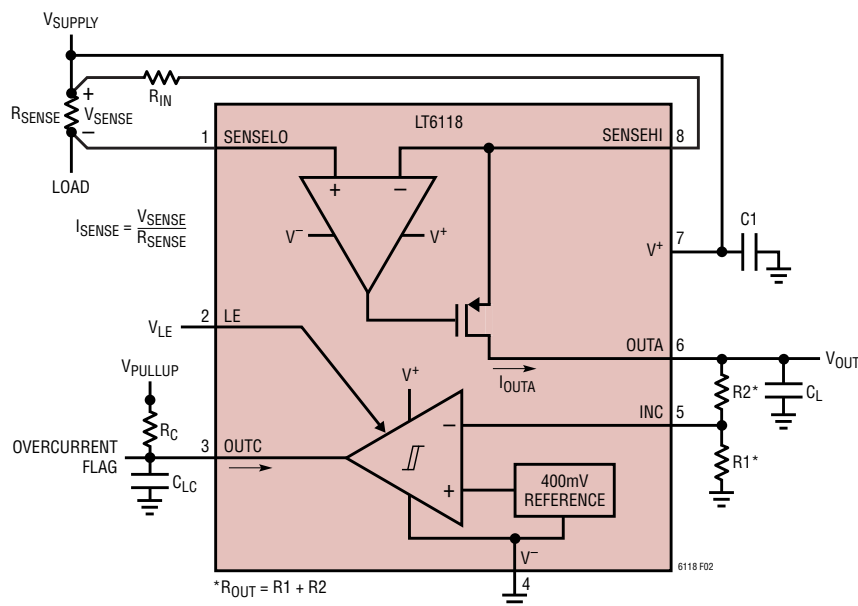 VSUPPLY
RIN
+
RSENSE
VSENSE
−
LOAD
ISENSE = VSENSE
RSENSE
LT6118
1
SENSELO
SENSEHI
8
+
−
V−
V+
V+
7
C1
2
LE
VLE
OUTA
6
VOUT
IOUTA
R2*
CL
VPULLUP
V+
RC
INC
5
−
OVERCURRENT
FLAG
3
OUTC
R1*
CLC
+
400mV
REFERENCE
V−
4
6118 F02
*ROUT = R1 + R2